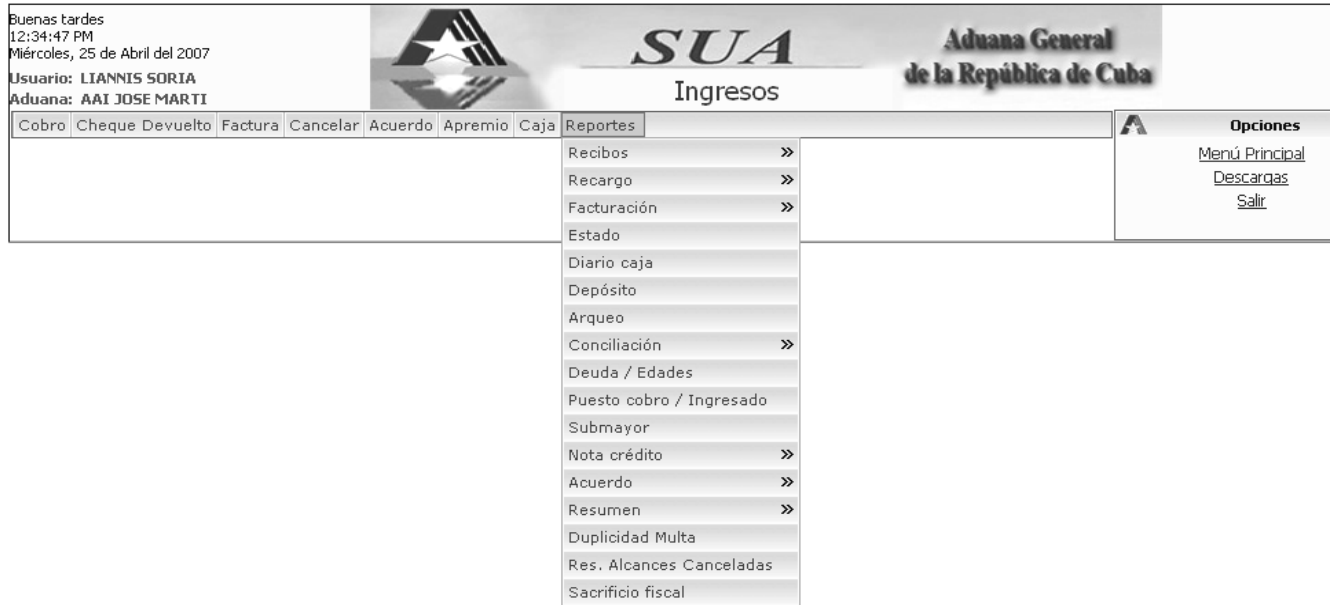 Buenas tardes
12:34:47 PM
Miércoles, 25 de Abril del 2007
Usuario: LIANNIS SORIA
Aduana: AAI JOSE MARTI
SUA
Ingresos
Aduana General
de la República de Cuba
Cobro Cheque Devuelto Factura Cancelar Acuerdo Apremio Caja Reportes
Opciones
Menú Principal
Descargas
Salir
Recibos »
Recargo »
Facturación »
Estado
Diario caja
Depósito
Arqueo
Conciliación »
Deuda / Edades
Puesto cobro / Ingresado
Submayor
Nota crédito »
Acuerdo »
Resumen »
Duplicidad Multa
Res. Alcances Canceladas
Sacrificio fiscal